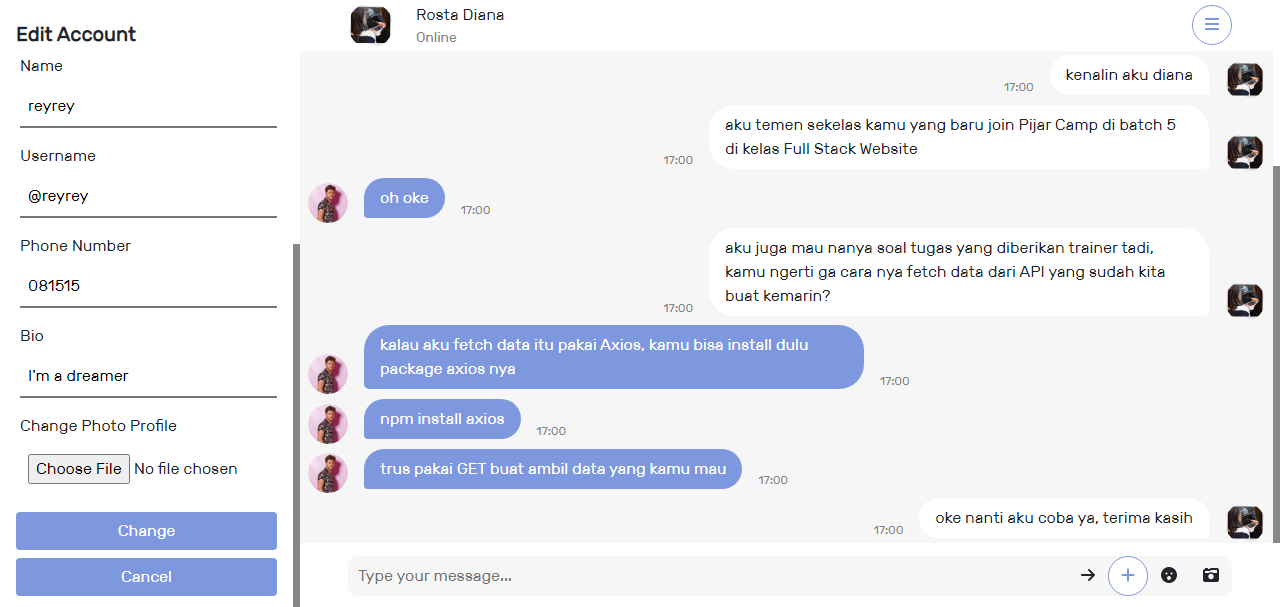 Edit Account
Name
reyrey
Username
@reyrey
Phone Number
081515
Bio
I'm a dreamer
Change Photo Profile
Choose File No file chosen
Change
Cancel
Rosta Diana
Online
kenalin aku diana
17:00
aku temen sekelas kamu yang baru join Pijar Camp di batch 5
di kelas Full Stack Website
17:00
oh oke
17:00
aku juga mau nanya soal tugas yang diberikan trainer tadi,
kamu ngerti ga cara nya fetch data dari API yang sudah kita
buat kemarin?
17:00
kalau aku fetch data itu pakai Axios, kamu bisa install dulu
package axios nya
17:00
npm install axios
17:00
trus pakai GET buat ambil data yang kamu mau
17:00
oke nanti aku coba ya, terima kasih
17:00
Type your message...